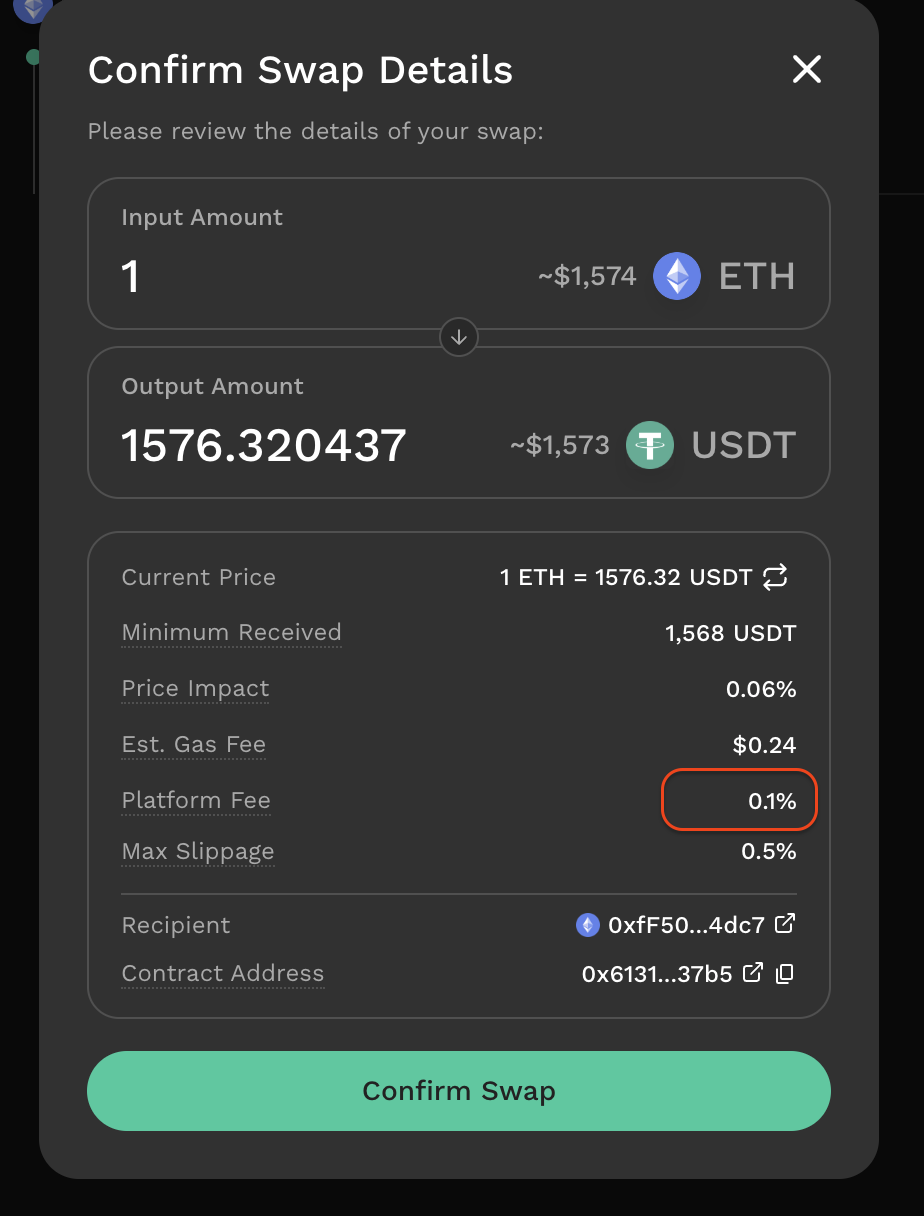 Confirm Swap Details
Please review the details of your swap:
Input Amount
1 ~$1,574 ETH
Output Amount
1576.320437 ~$1,573 USDT
Current Price 1 ETH = 1576.32 USDT
Minimum Received 1,568 USDT
Price Impact 0.06%
Est. Gas Fee $0.24
Platform Fee 0.1%
Max Slippage 0.5%
Recipient 0xfF50...4dc7
Contract Address 0x6131...37b5
Confirm Swap